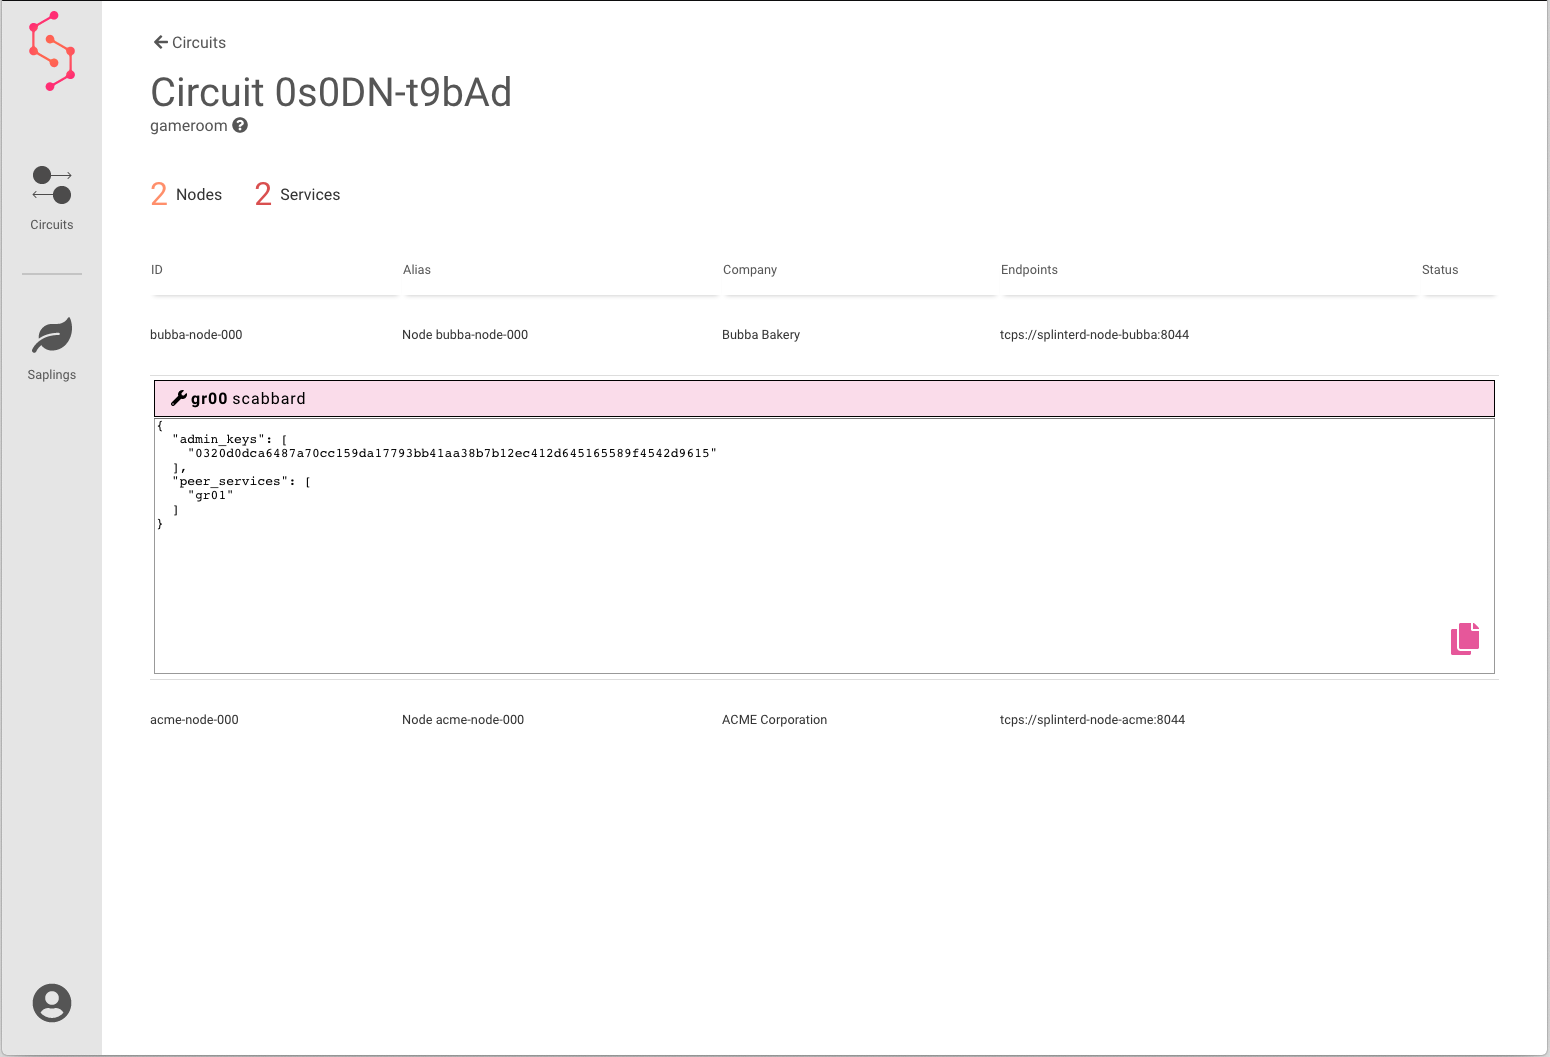 Circuits
Circuit 0s0DN-t9bAd
gameroom
2 Nodes 2 Services
Circuits
Saplings
ID Alias Company Endpoints Status
bubba-node-000 Node bubba-node-000 Bubba Bakery tcps://splinterd-node-bubba:8044
gr00 scabbard
{
"admin_keys": [
"0320d0dca6487a70cc159da17793bb41aa38b7b12ec412d645165589f4542d9615"
],
"peer_services": [
"gr01"
]
}
acme-node-000 Node acme-node-000 ACME Corporation tcps://splinterd-node-acme:8044